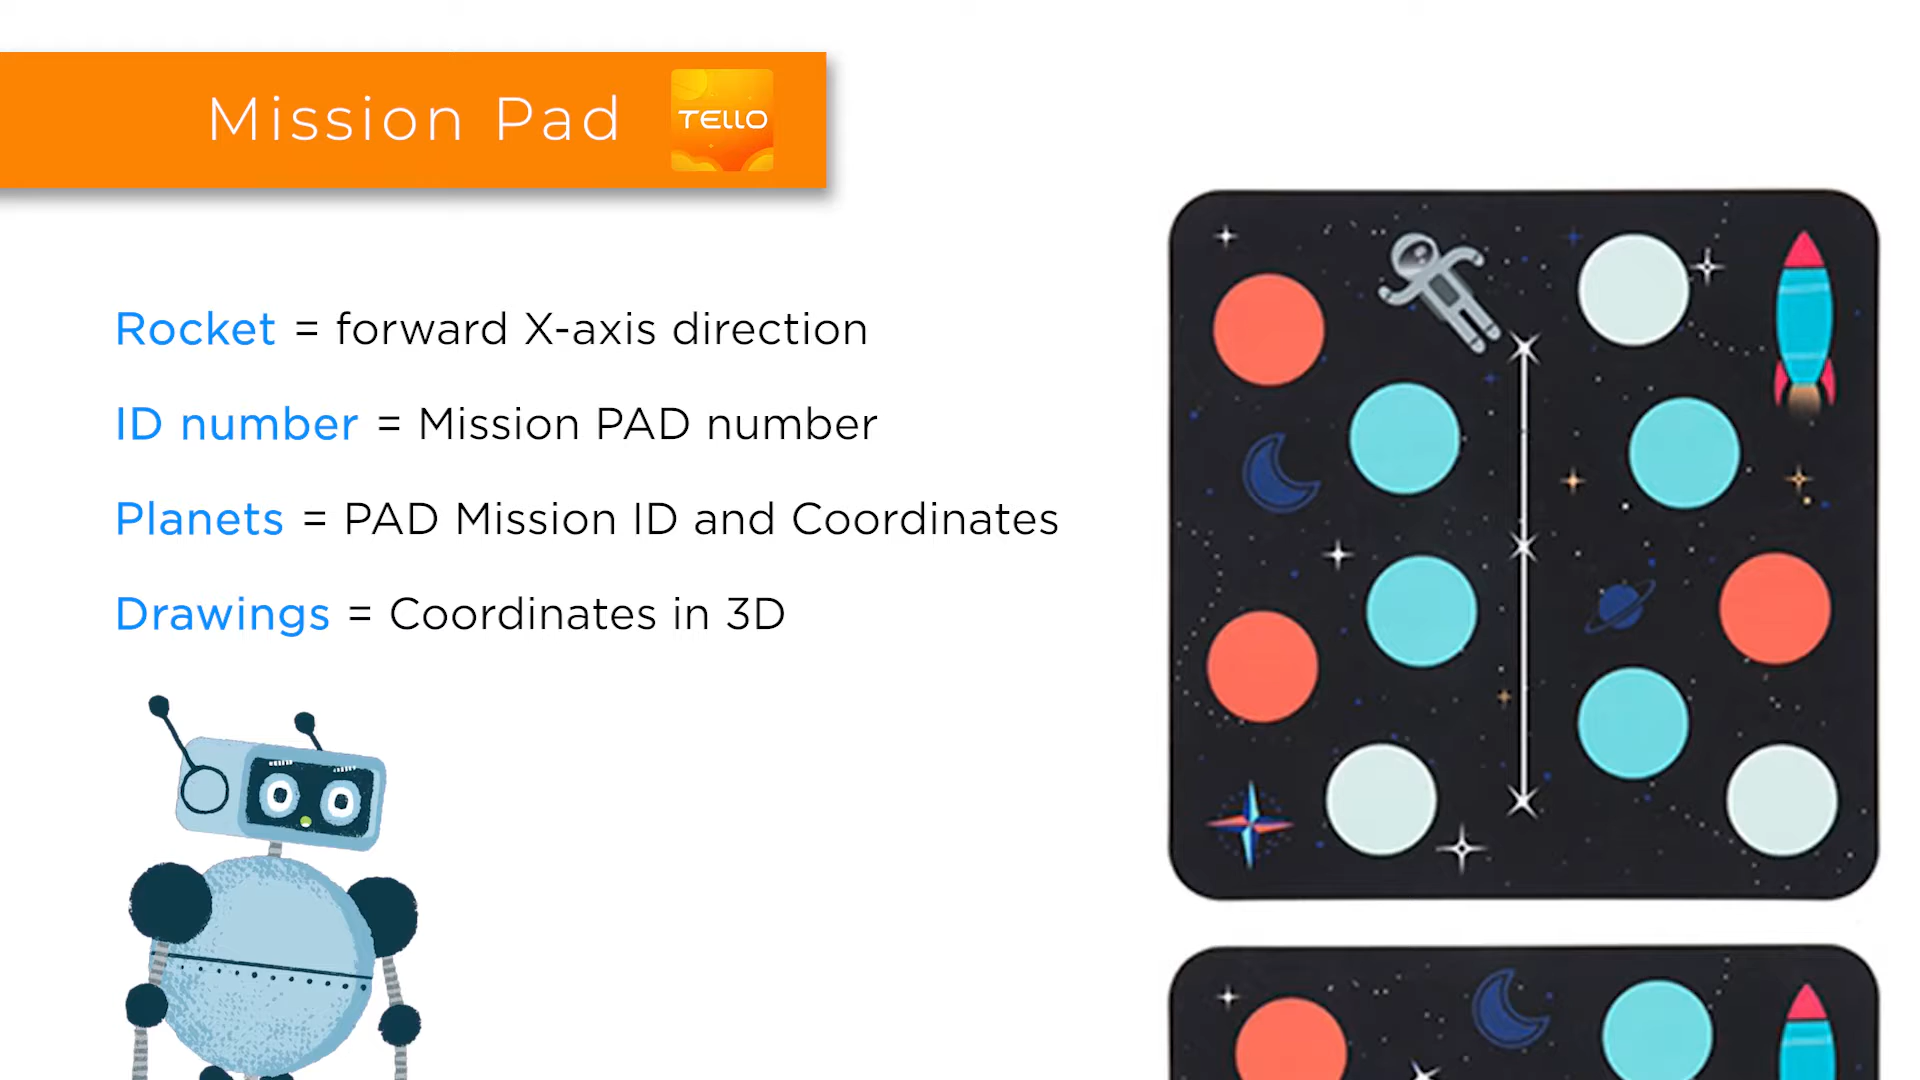 Mission Pad
TELLO
Rocket = forward X-axis direction
ID number = Mission PAD number
Planets = PAD Mission ID and Coordinates
Drawings = Coordinates in 3D